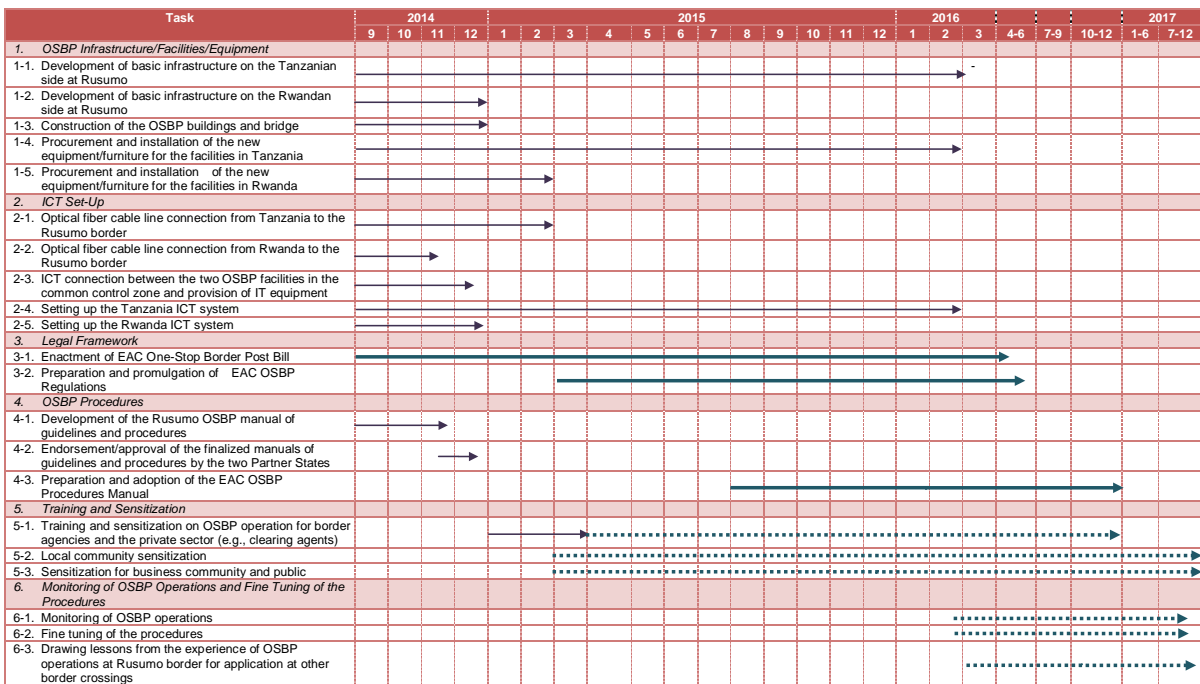 Task 2014 2015 2016 2017
9 10 11 12 1 2 3 4 5 6 7 8 9 10 11 12 1 2 3 4-6 7-9 10-12 1-6 7-12
1. OSBP Infrastructure/Facilities/Equipment
1-1. Development of basic infrastructure on the Tanzanian
side at Rusumo
-
1-2. Development of basic infrastructure on the Rwandan
side at Rusumo
1-3. Construction of the OSBP buildings and bridge
1-4. Procurement and installation of the new
equipment/furniture for the facilities in Tanzania
1-5. Procurement and installation of the new
equipment/furniture for the facilities in Rwanda
2. ICT Set-Up
2-1. Optical fiber cable line connection from Tanzania to the
Rusumo border
2-2. Optical fiber cable line connection from Rwanda to the
Rusumo border
2-3. ICT connection between the two OSBP facilities in the
common control zone and provision of IT equipment
2-4. Setting up the Tanzania ICT system
2-5. Setting up the Rwanda ICT system
3. Legal Framework
3-1. Enactment of EAC One-Stop Border Post Bill
3-2. Preparation and promulgation of EAC OSBP
Regulations
4. OSBP Procedures
4-1. Development of the Rusumo OSBP manual of
guidelines and procedures
4-2. Endorsement/approval of the finalized manuals of
guidelines and procedures by the two Partner States
4-3. Preparation and adoption of the EAC OSBP
Procedures Manual
5. Training and Sensitization
5-1. Training and sensitization on OSBP operation for border
agencies and the private sector (e.g., clearing agents)
5-2. Local community sensitization
5-3. Sensitization for business community and public
6. Monitoring of OSBP Operations and Fine Tuning of the
Procedures
6-1. Monitoring of OSBP operations
6-2. Fine tuning of the procedures
6-3. Drawing lessons from the experience of OSBP
operations at Rusumo border for application at other
border crossings